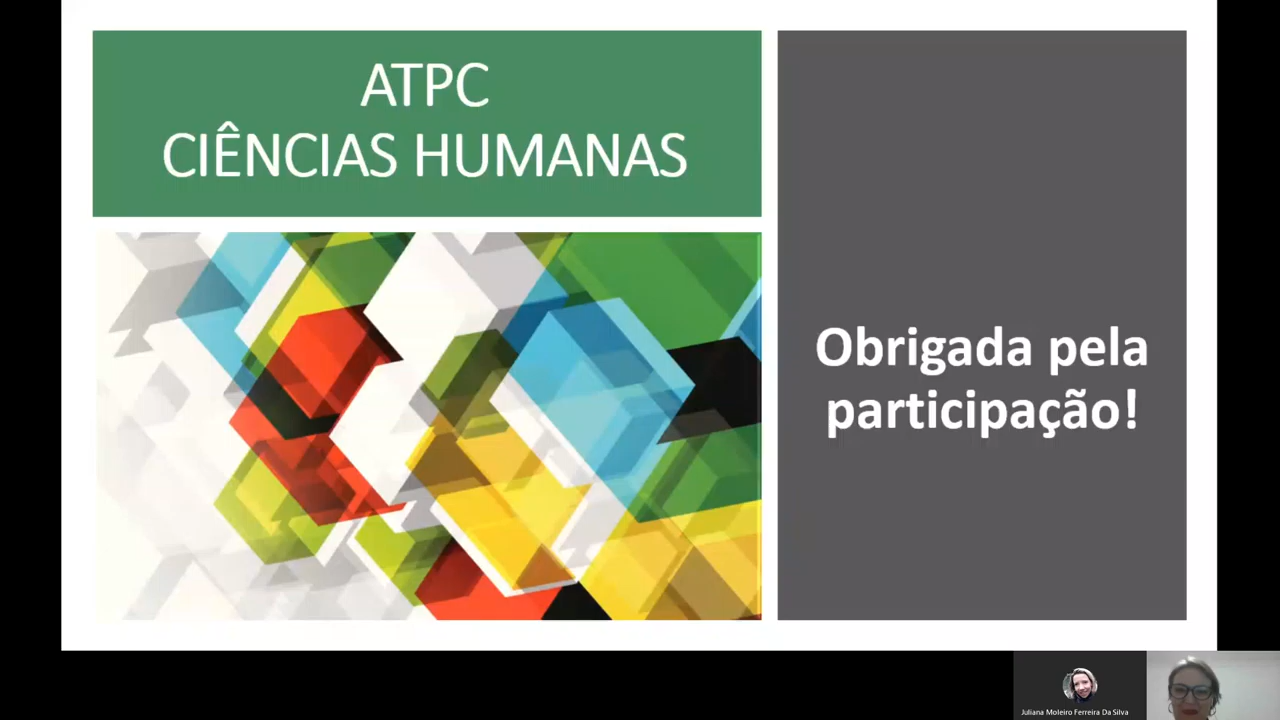 ATPC
CIÊNCIAS HUMANAS
Obrigada pela
participação!
Juliana Moleiro Ferreira Da Silva